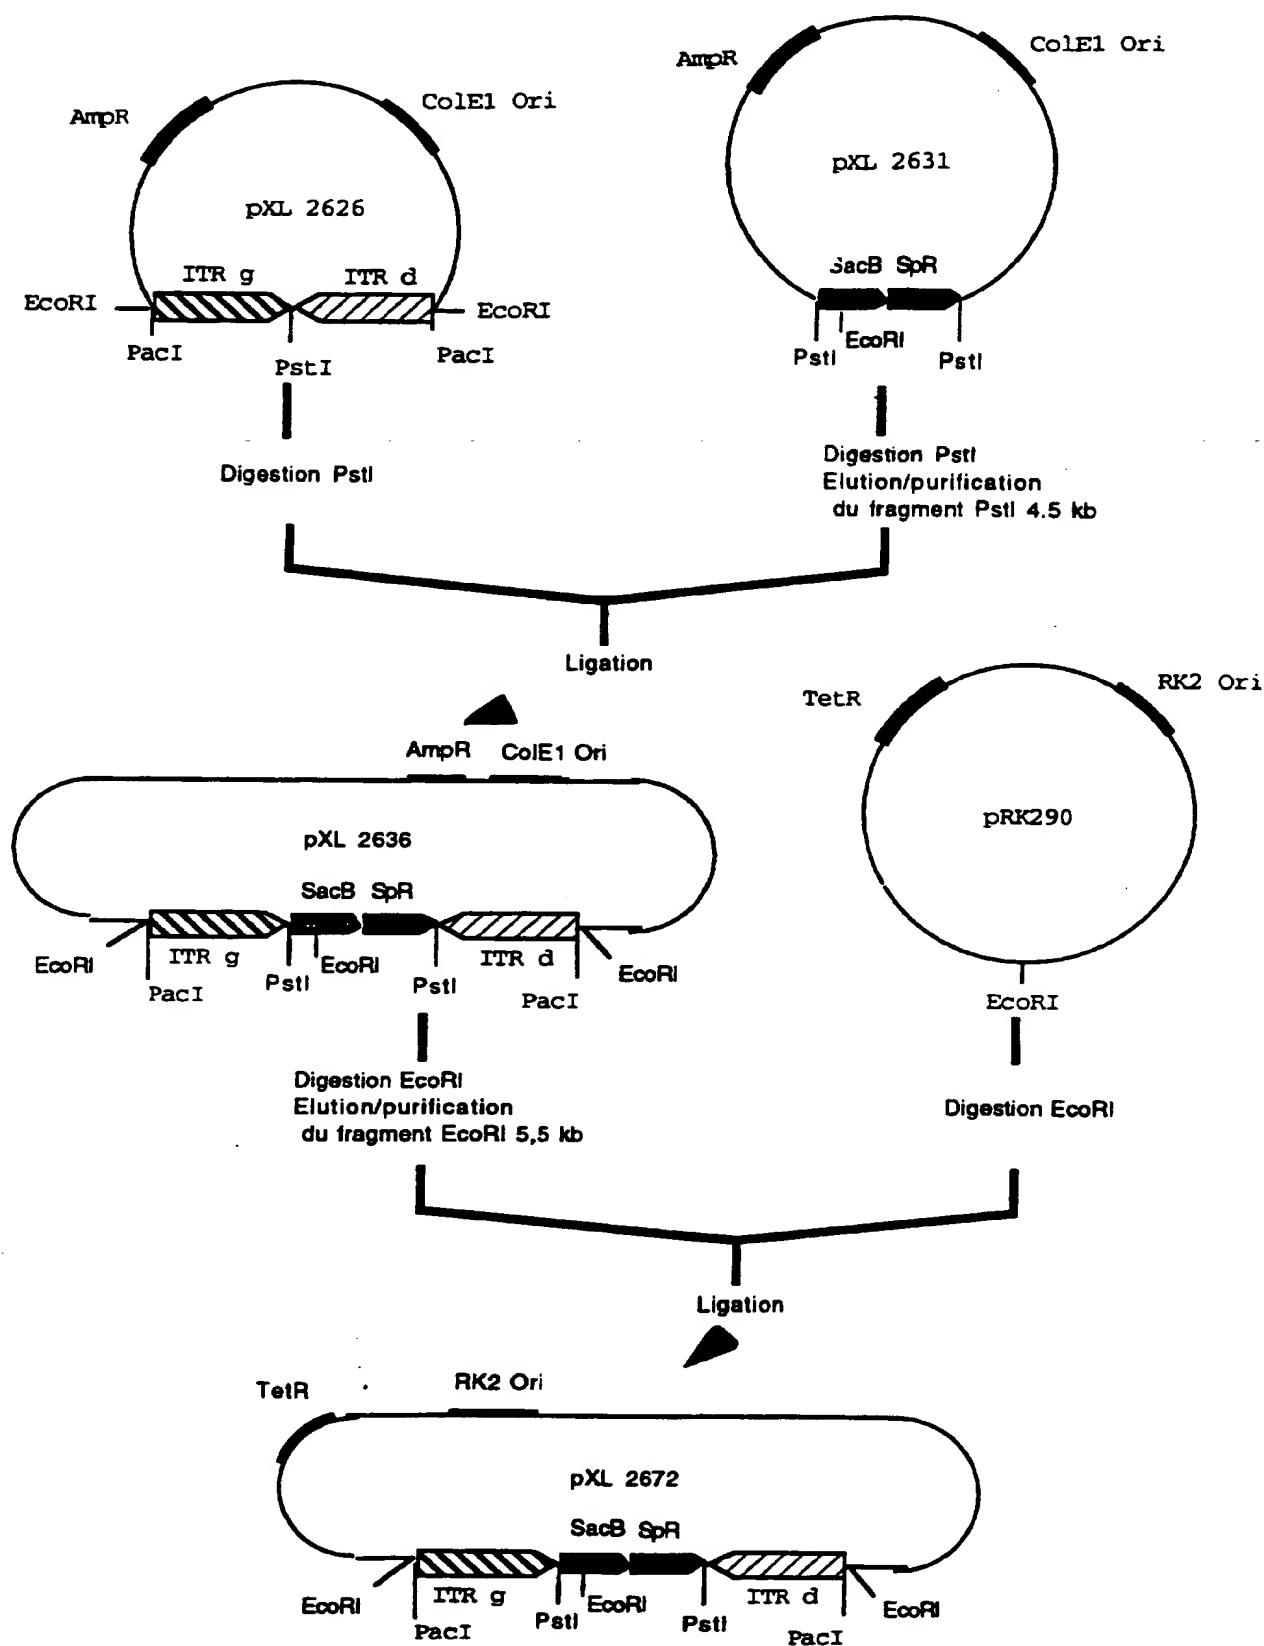 AmpR
ColE1 Ori
pXL 2626
ITR g
ITR d
EcoRI
EcoRI
PacI
PstI
PacI
Digestion PstI
AmpR
ColE1 Ori
pXL 2631
SacB SpR
PstI
EcoRI
PstI
Digestion PstI
Elution/purification
du fragment PstI 4.5 kb
Ligation
AmpR
ColE1 Ori
pXL 2636
SacB SpR
EcoRI
PacI
ITR g
PstI
EcoRI
PstI
ITR d
PacI
EcoRI
Digestion EcoRI
Elution/purification
du fragment EcoRI 5,5 kb
TetR
RK2 Ori
pRK290
EcoRI
Digestion EcoRI
Ligation
TetR
RK2 Ori
pXL 2672
SacB SpR
EcoRI
PacI
ITR g
PstI
EcoRI
PstI
ITR d
PacI
EcoRI